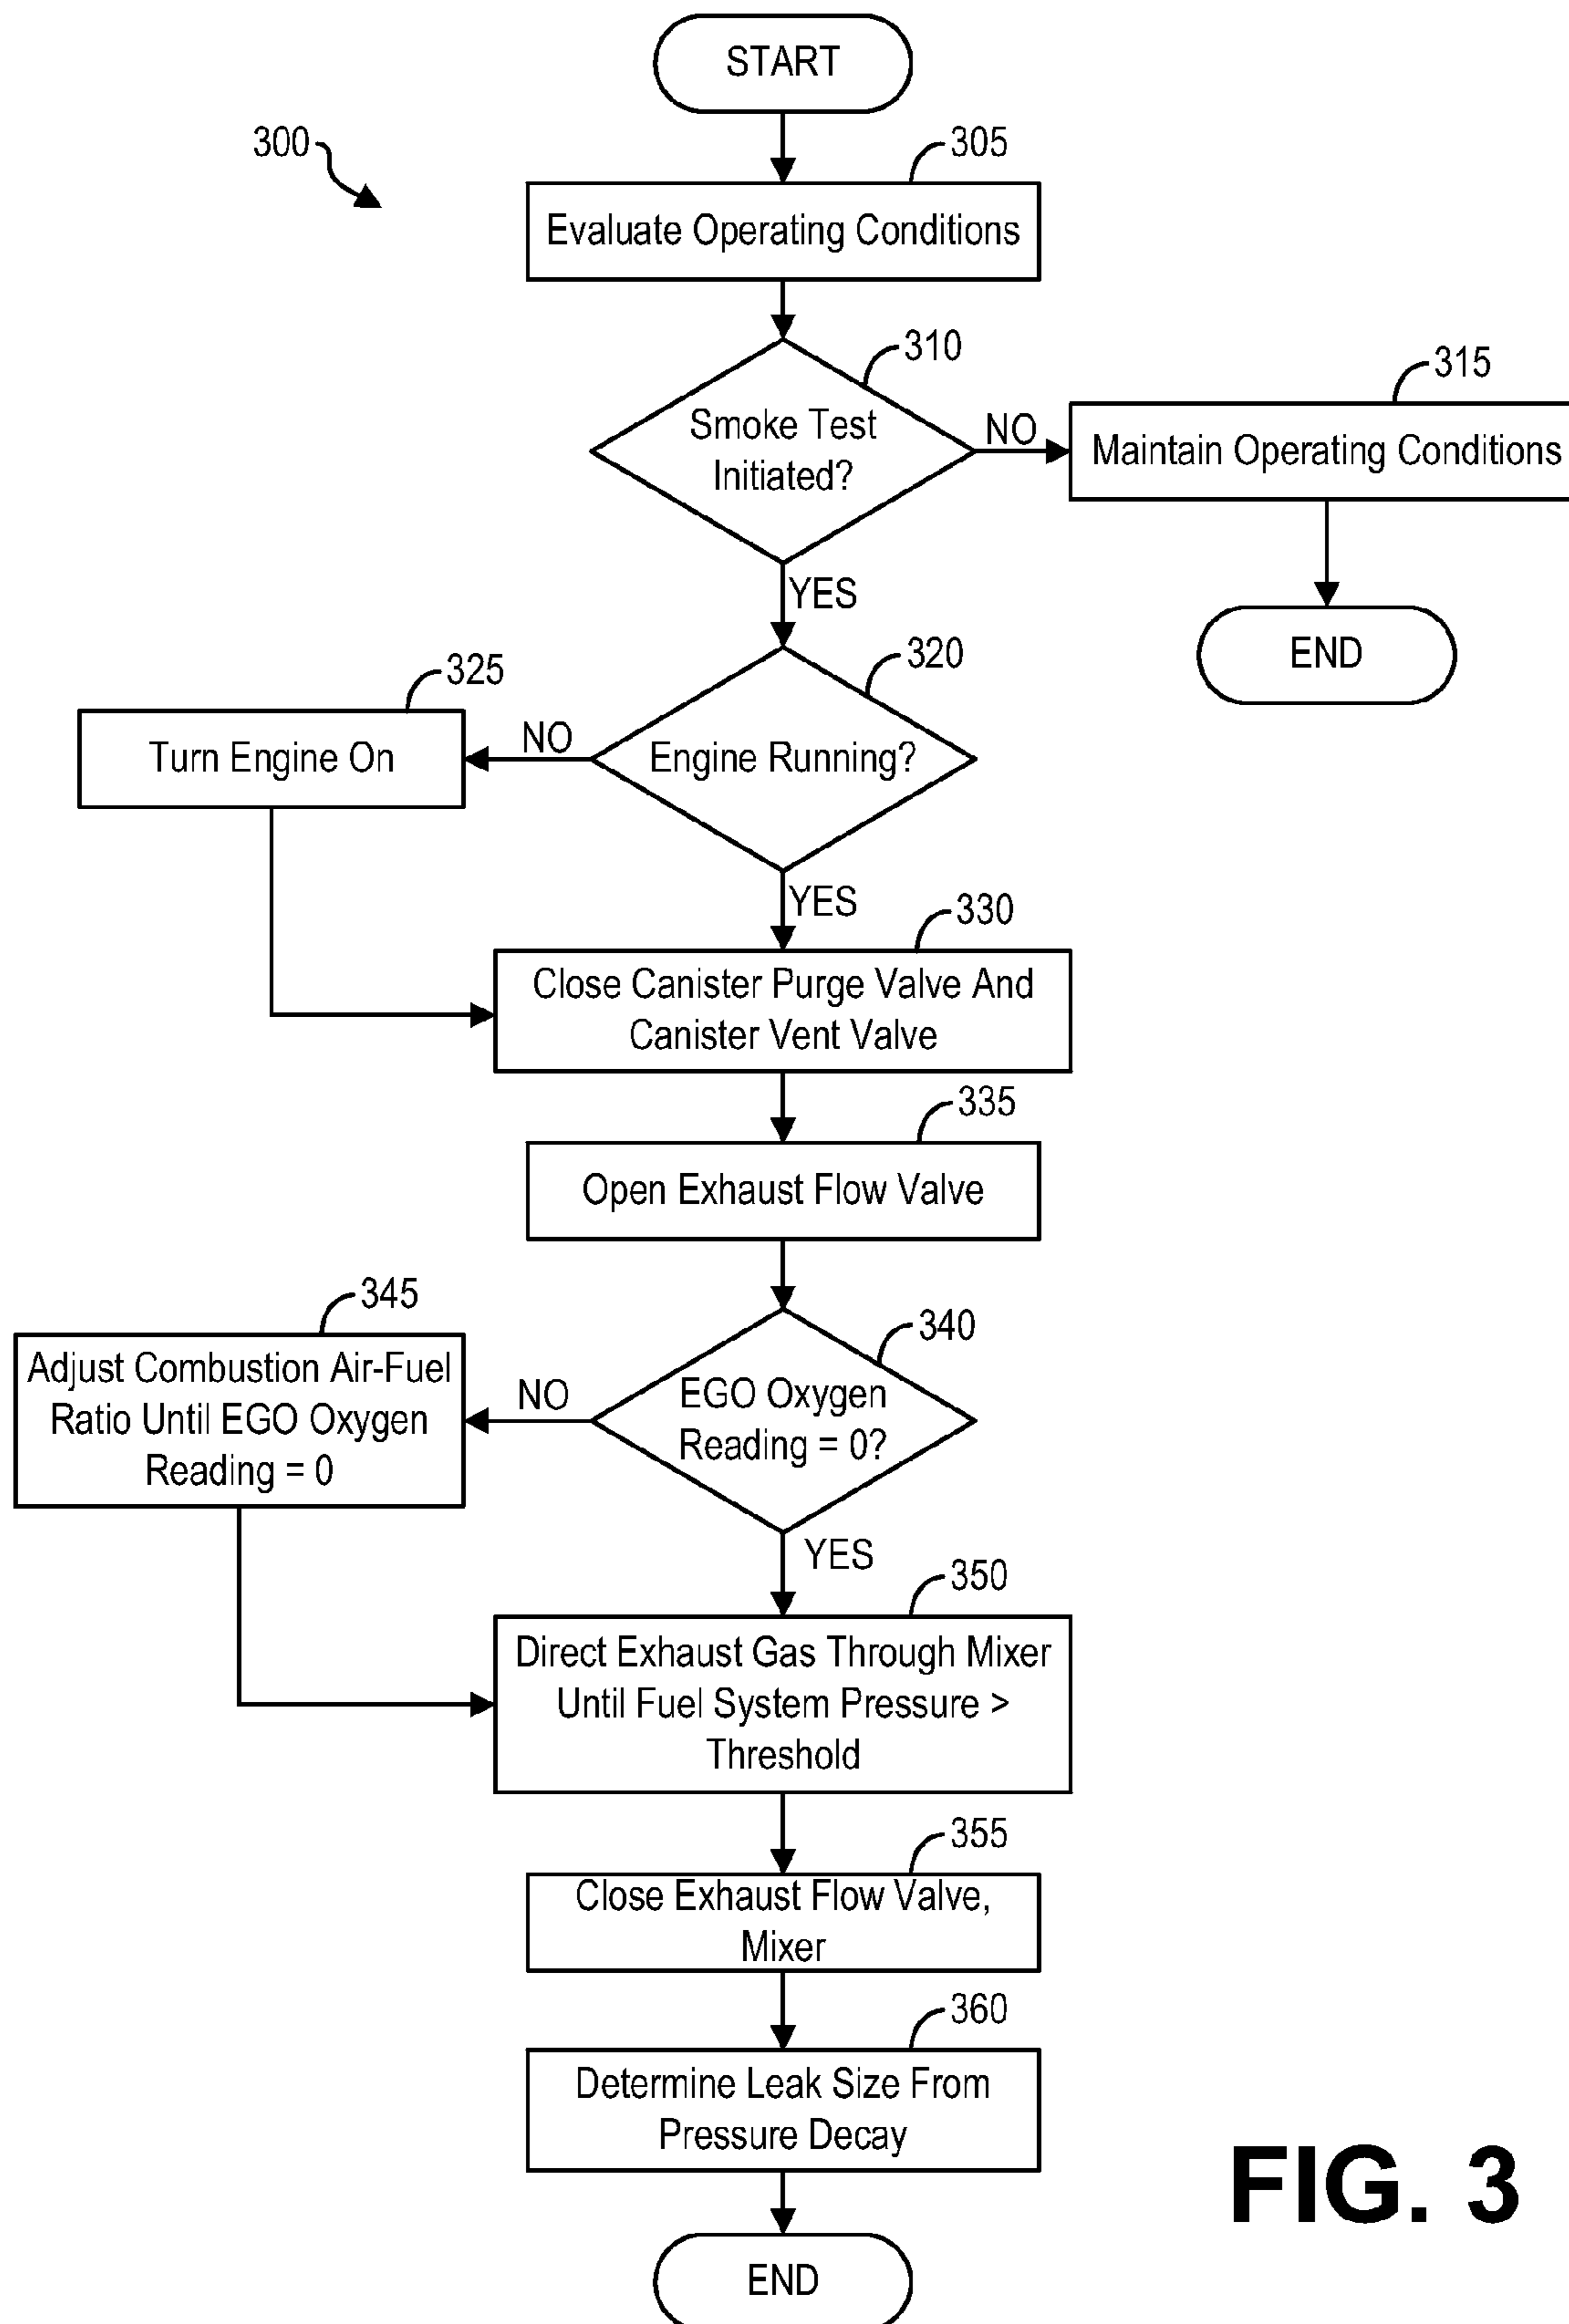 START
300
305
Evaluate Operating Conditions
310
Smoke Test
Initiated?
NO
315
Maintain Operating Conditions
YES
END
320
Engine Running?
NO
325
Turn Engine On
YES
330
Close Canister Purge Valve And
Canister Vent Valve
335
Open Exhaust Flow Valve
340
EGO Oxygen
Reading = 0?
NO
345
Adjust Combustion Air-Fuel
Ratio Until EGO Oxygen
Reading = 0
YES
350
Direct Exhaust Gas Through Mixer
Until Fuel System Pressure >
Threshold
355
Close Exhaust Flow Valve,
Mixer
360
Determine Leak Size From
Pressure Decay
END
FIG. 3